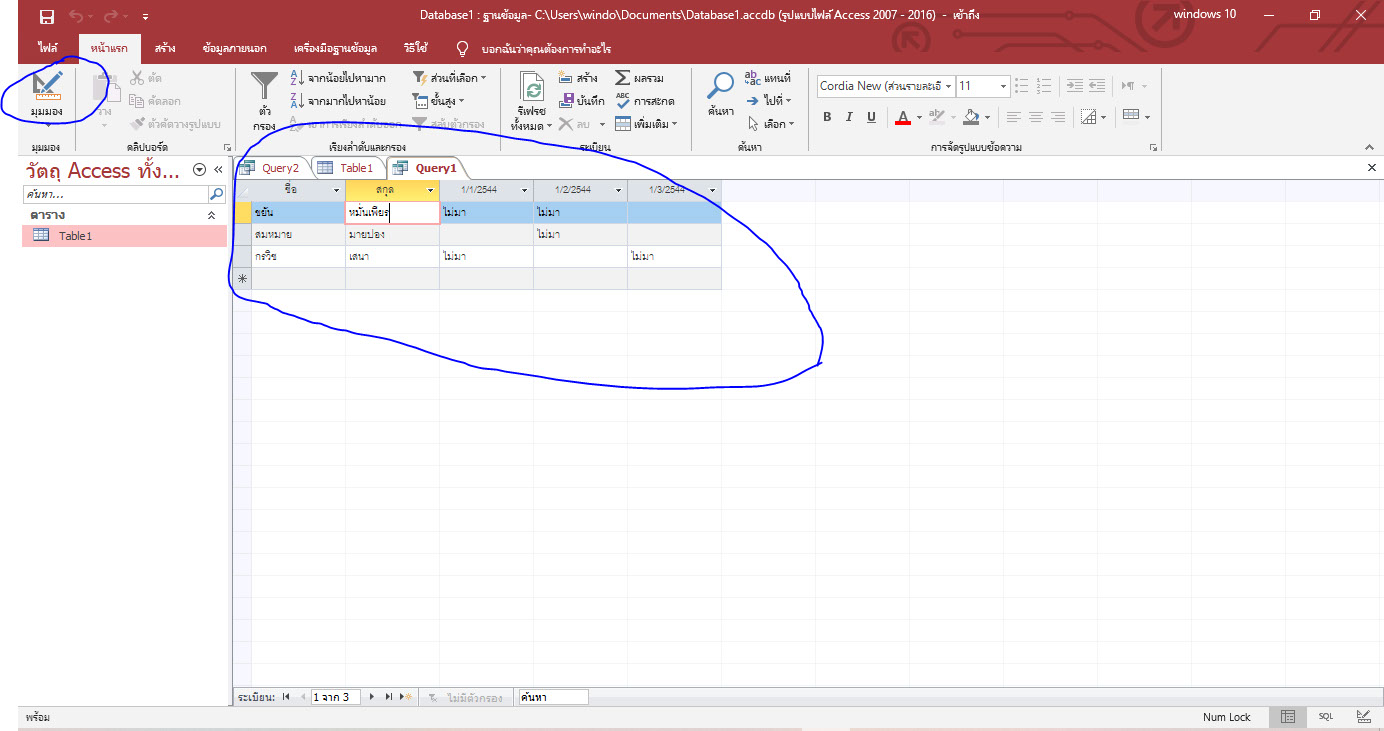 Database1 : ฐานข้อมูล- C:\Users\windo\Documents\Database1.accdb (รูปแบบไฟล์ Access 2007 - 2016) - เข้าถึง
windows 10
ไฟล์ หน้าแรก สร้าง ข้อมูลภายนอก เครื่องมือฐานข้อมูล วิธีใช้ บอกฉันว่าคุณต้องการทำอะไร
มุมมอง
มุมมอง
วาง
ตัด
คัดลอก
ตัวคัดวางรูปแบบ
คลิปบอร์ด
ตัวกรอง
จากน้อยไปหามาก
จากมากไปหาน้อย
เอาการเรียงลำดับออก
ส่วนที่เลือก
ขั้นสูง
สลับตัวกรอง
เรียงลำดับและกรอง
รีเฟรชทั้งหมด
สร้าง
บันทึก
ลบ
ผลรวม
การสะกด
เพิ่มเติม
ระเบียน
ค้นหา
แทนที่
ไปที่
เลือก
ค้นหา
Cordia New (ส่วนรายละเอี 11
B I U A
การจัดรูปแบบข้อความ
วัตถุ Access ทั้ง...
ค้นหา...
ตาราง
Table1
Query2 Table1 Query1
ชื่อ สกุล 1/1/2544 1/2/2544 1/3/2544
ขยัน หมั่นเพียร ไม่มา ไม่มา
สมหมาย มายปอง ไม่มา
กรวิช เสนา ไม่มา ไม่มา
ระเบียน: 1 จาก 3 ไม่มีตัวกรอง ค้นหา
พร้อม
Num Lock SQL